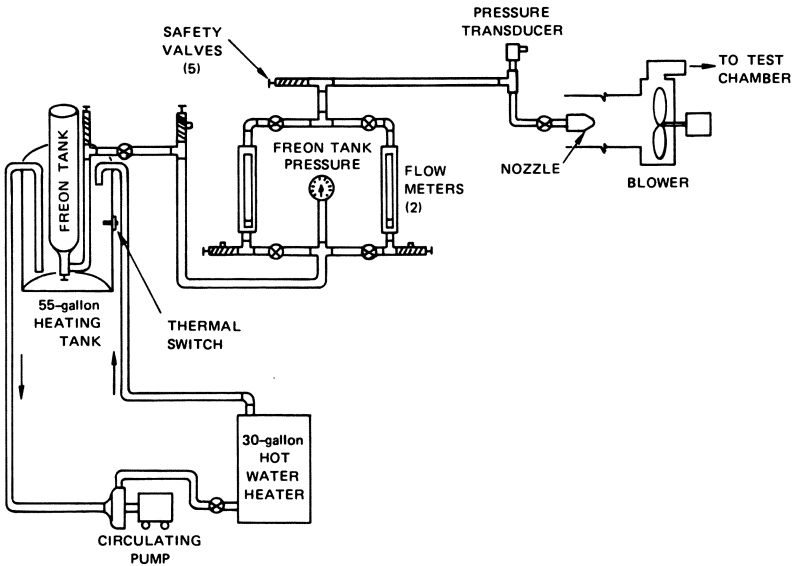 PRESSURE
TRANSDUCER
SAFETY
VALVES
(5)
TO TEST
CHAMBER
FREON TANK
FREON TANK
PRESSURE
FLOW
METERS
(2)
NOZZLE
BLOWER
55-gallon
HEATING
TANK
THERMAL
SWITCH
30-gallon
HOT
WATER
HEATER
CIRCULATING
PUMP